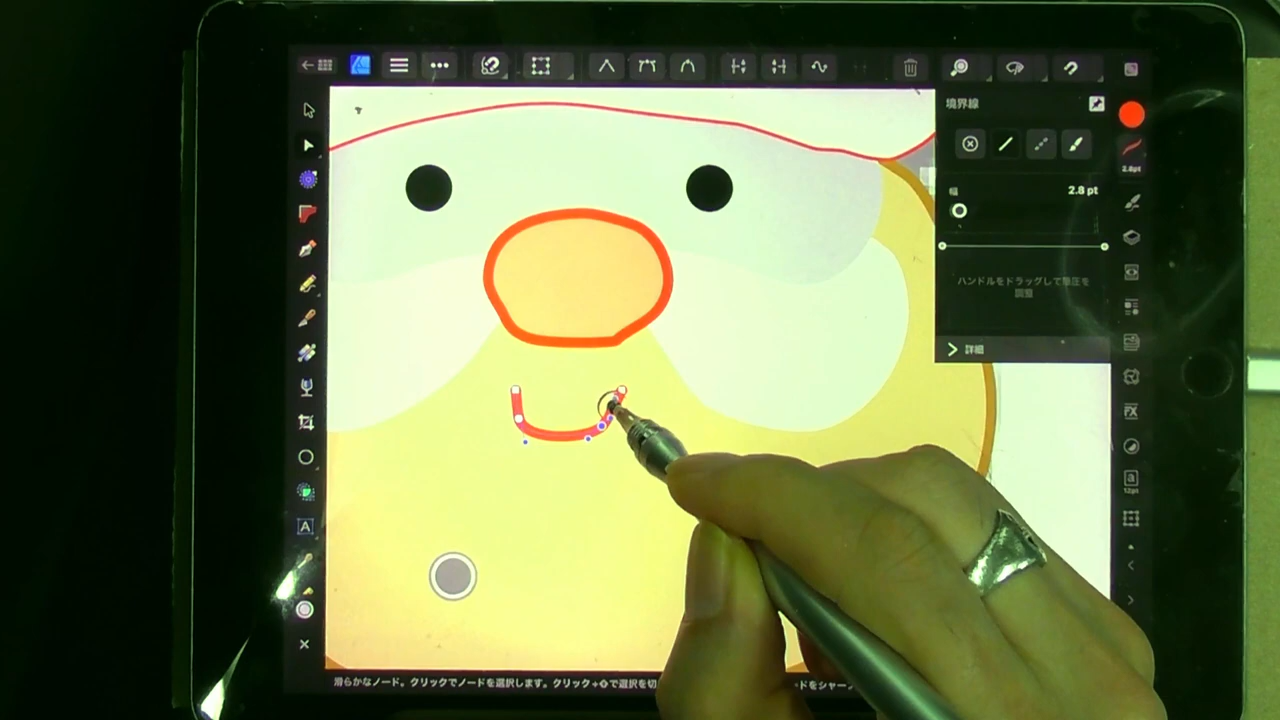 境界線
2.8pt
幅
2.8 pt
ハンドルをドラッグして筆圧を
調整
詳細
FX
a
12pt
A
滑らかなノード。クリックでノードを選択します。クリック+
で選択を切
ドをシャー